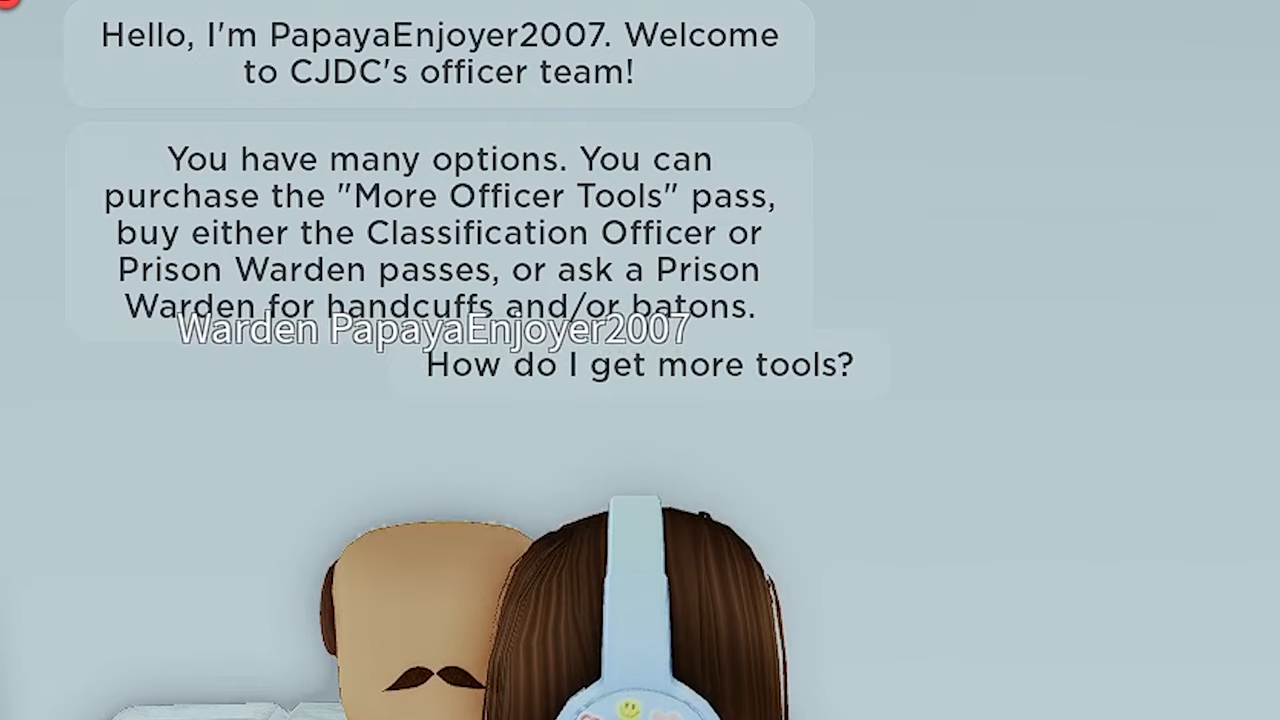 Hello, I'm PapayaEnjoyer2007. Welcome
to CJDC's officer team!
You have many options. You can
purchase the "More Officer Tools" pass,
buy either the Classification Officer or
Prison Warden passes, or ask a Prison
Warden for handcuffs and/or batons.
Warden PapayaEnjoyer2007
How do I get more tools?